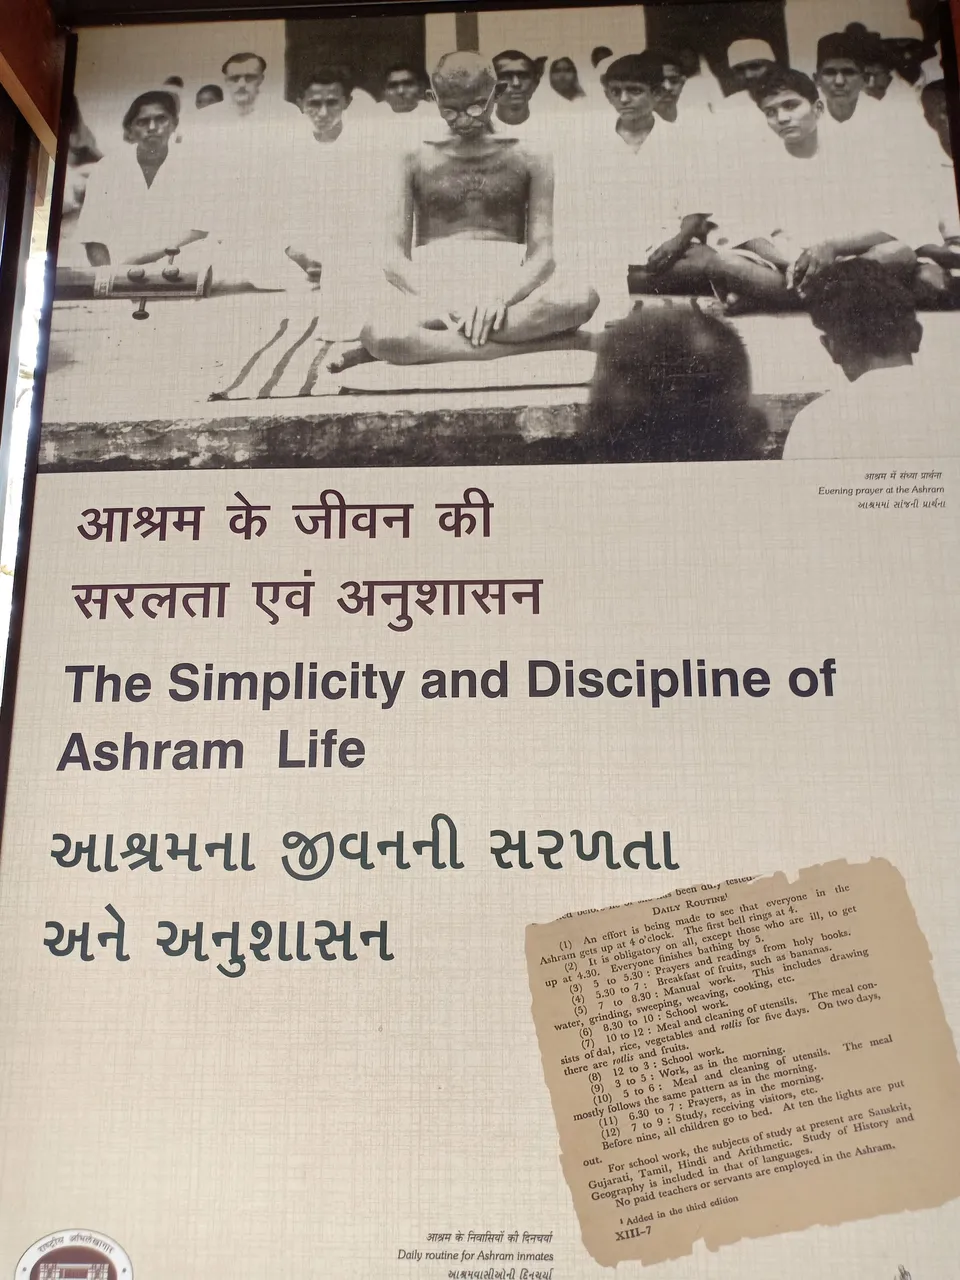 आश्रम में संध्या प्रार्थना
Evening prayer at the Ashram
આશ્રમમાં સાંજની પ્રાર્થના
आश्रम के जीवन की
सरलता एवं अनुशासन
The Simplicity and Discipline of
Ashram Life
આશ્રમના જીવનની સરળતા
અને અનુશાસન
has been duly tested.
DAILY ROUTINE¹
(1) An effort is being made to see that everyone in the
Ashram gets up at 4 o'clock. The first bell rings at 4.
(2) It is obligatory on all, except those who are ill, to get
up at 4.30. Everyone finishes bathing by 5.
(3) 5 to 5.30 : Prayers and readings from holy books.
(4) 5.30 to 7 : Breakfast of fruits, such as bananas.
(5) 7 to 8.30 : Manual work. This includes drawing
water, grinding, sweeping, weaving, cooking, etc.
(6) 8.30 to 10 : School work.
(7) 10 to 12 : Meal and cleaning of utensils. The meal con-
sists of dal, rice, vegetables and rotlis for five days. On two days,
there are rotlis and fruits.
(8) 12 to 3 : School work.
(9) 3 to 5 : Work, as in the morning.
(10) 5 to 6 : Meal and cleaning of utensils. The meal
mostly follows the same pattern as in the morning.
(11) 6.30 to 7 : Prayers, as in the morning.
(12) 7 to 9 : Study, receiving visitors, etc.
Before nine, all children go to bed. At ten the lights are put
out.
For school work, the subjects of study at present are Sanskrit,
Gujarati, Tamil, Hindi and Arithmetic. Study of History and
Geography is included in that of languages.
No paid teachers or servants are employed in the Ashram.
¹ Added in the third edition
XIII-7
आश्रम के निवासियों की दिनचर्या
Daily routine for Ashram inmates
આશ્રમવાસીઓની દિનચર્યા
राष्ट्रीय अभिलेखागार